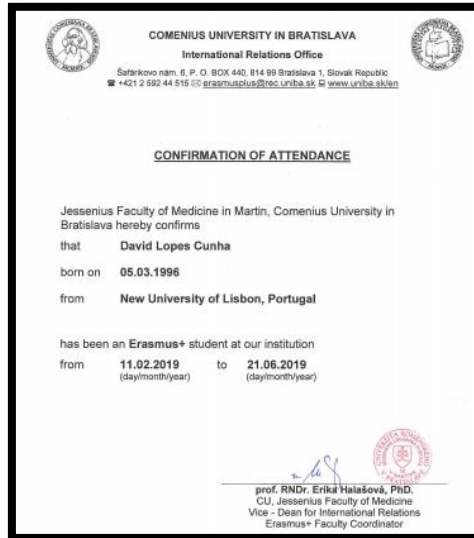 COMENIUS UNIVERSITY IN BRATISLAVA
International Relations Office
Šafárikovo nám. 6, P. O. BOX 440, 814 99 Bratislava 1, Slovak Republic
☎ +421 2 592 44 515 ✉ erasmusplus@rec.uniba.sk 💻 www.uniba.sk/en
CONFIRMATION OF ATTENDANCE
Jessenius Faculty of Medicine in Martin, Comenius University in
Bratislava hereby confirms
that David Lopes Cunha
born on 05.03.1996
from New University of Lisbon, Portugal
has been an Erasmus+ student at our institution
from 11.02.2019 to 21.06.2019
(day/month/year) (day/month/year)
prof. RNDr. Erika Halašová, PhD.
CU, Jessenius Faculty of Medicine
Vice - Dean for International Relations
Erasmus+ Faculty Coordinator